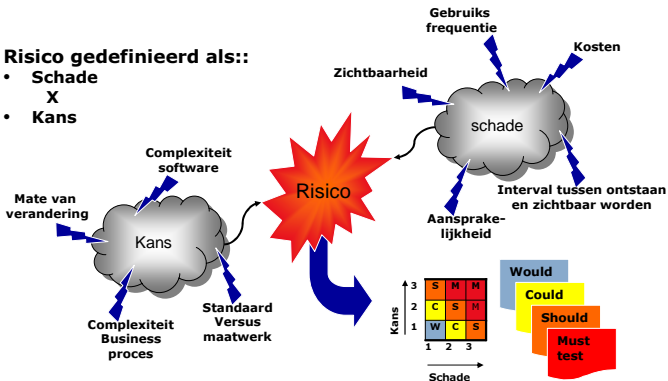 Risico gedefinieerd als::
• Schade
X
• Kans
Gebruiks
frequentie
Kosten
Zichtbaarheid
schade
Interval tussen ontstaan
en zichtbaar worden
Aansprake-
lijkheid
Complexiteit
software
Mate van
verandering
Kans
Risico
Complexiteit
Business
proces
Standaard
Versus
maatwerk
Kans
3 S M M
2 C S M
1 W C S
1 2 3
Schade
Would
Could
Should
Must
test